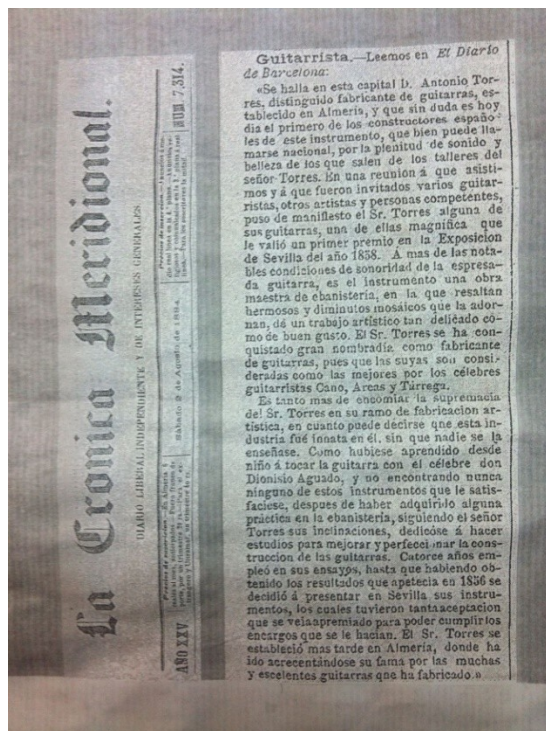 La Cronica Meridional.
DIARIO LIBERAL INDEPENDIENTE Y DE INTERESES GENERALES.
AÑO XXV
Sábado 2 de Agosto de 1884.
NUM. 7,314.
Guitarrista.—Leemos en El Diario
de Barcelona:
«Se halla en esta capital D. Antonio Tor-
res, distinguido fabricante de guitarras, es-
tablecido en Almería, y que sin duda es hoy
dia el primero de los constructores españo-
les de este instrumento, que bien puede lla-
marse nacional, por la plenitud de sonido y
belleza de los que salen de los talleres del
señor Torres. En una reunión á que asisti-
mos y á que fueron invitados varios guitar-
ristas, otros artistas y personas competentes,
puso de manifiesto el Sr. Torres alguna de
sus guitarras, una de ellas magnífica que
le valió un primer premio en la Exposicion
de Sevilla del año 1858. A mas de las nota-
bles condiciones de sonoridad de la espresa-
da guitarra, es el instrumento una obra
maestra de ebanistería, en la que resaltan
hermosos y diminutos mosáicos que la ador-
nan, de un trabajo artístico tan delicado co-
mo de buen gusto. El Sr. Torres se ha con-
quistado gran nombradía como fabricante
de guitarras, pues que las suyas son consi-
deradas como las mejores por los célebres
guitarristas Cano, Arcas y Tárrega.
Es tanto mas de encomiar la supremacía
del Sr. Torres en su ramo de fabricacion ar-
tística, en cuanto puede decirse que esta in-
dustria fué innata en él, sin que nadie se la
enseñase. Como hubiese aprendido desde
niño á tocar la guitarra con el célebre don
Dionisio Aguado, y no encontrando nunca
ninguno de estos instrumentos que le satis-
faciese, despues de haber adquirido alguna
práctica en la ebanistería, siguiendo el señor
Torres sus inclinaciones, dedicóse á hacer
estudios para mejorar y perfeccionar la cons-
truccion de las guitarras. Catorce años em-
pleó en sus ensayos, hasta que habiendo ob-
tenido los resultados que apetecia en 1856 se
decidió á presentar en Sevilla sus instru-
mentos, los cuales tuvieron tanta aceptacion
que se veia apremiado para poder cumplir los
encargos que se le hacian. El Sr. Torres se
estableció mas tarde en Almería, donde ha
ido acrecentándose su fama por las muchas
y escelentes guitarras que ha fabricado.»